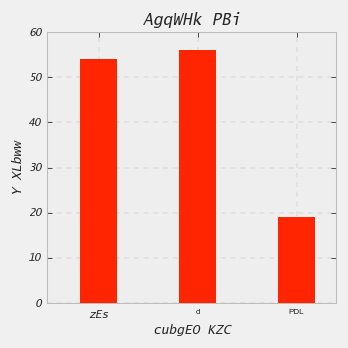 AgqWHk PBi
60
50
40
30
20
10
0
Y XLbww
zEs
d
PDL
cubgEO KZC